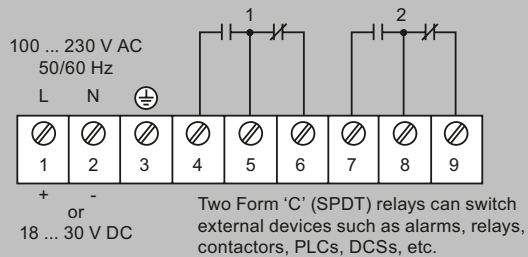 1 2
100 ... 230 V AC
50/60 Hz
L N
1 2 3 4 5 6 7 8 9
+ -
or
18 ... 30 V DC
Two Form ‘C’ (SPDT) relays can switch
external devices such as alarms, relays,
contactors, PLCs, DCSs, etc.